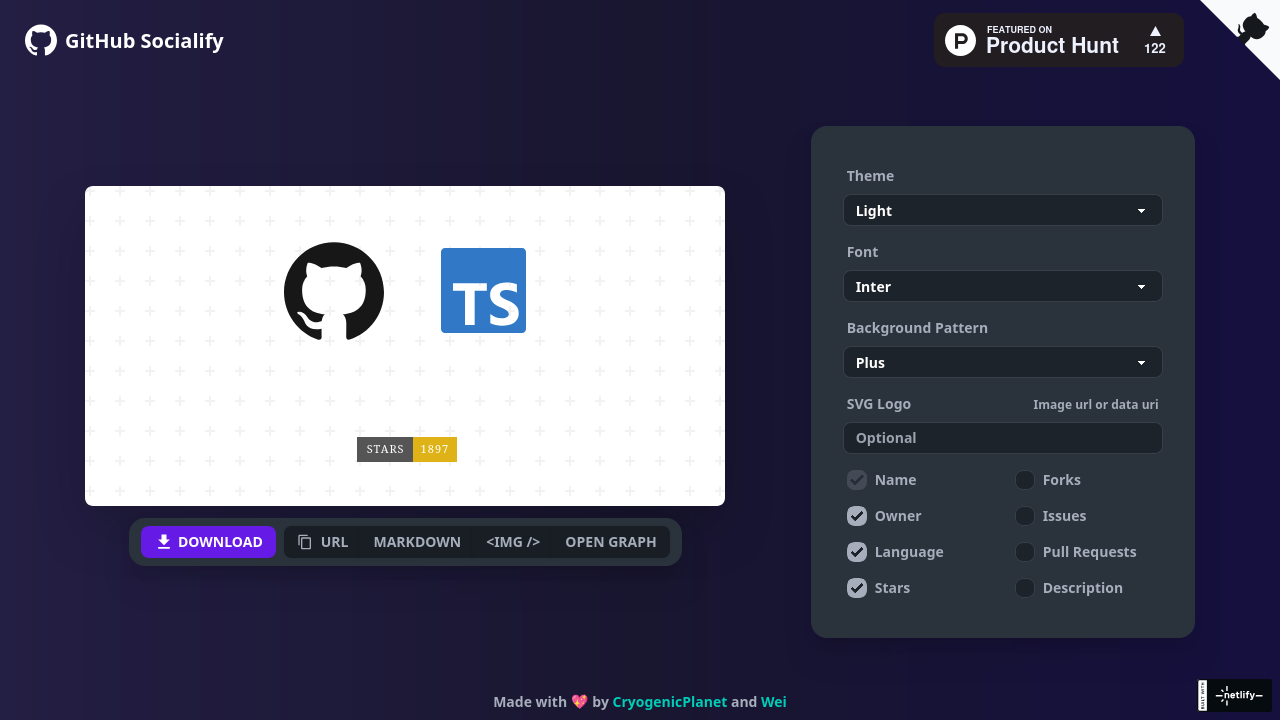 GitHub Socialify
FEATURED ON
Product Hunt
122
TS
STARS 1897
DOWNLOAD
URL
MARKDOWN
<IMG />
OPEN GRAPH
Theme
Light
Font
Inter
Background Pattern
Plus
SVG Logo
Image url or data uri
Optional
Name
Forks
Owner
Issues
Language
Pull Requests
Stars
Description
Made with 💖 by CryogenicPlanet and Wei
BUILT WITH
netlify